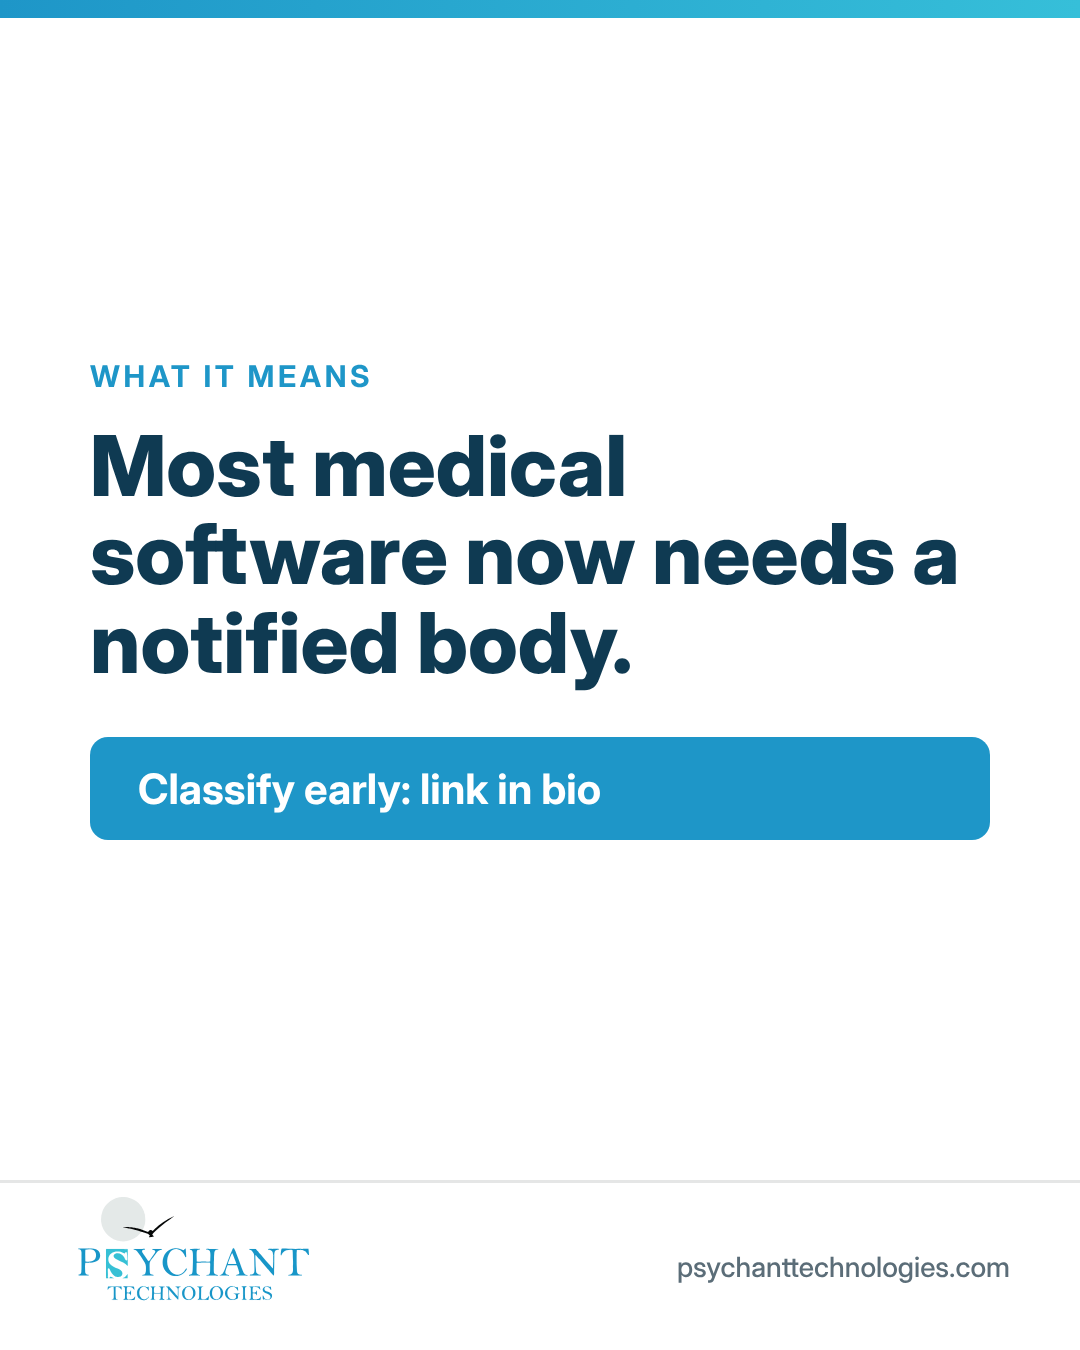 WHAT IT MEANS
Most medical
software now needs a
notified body.
Classify early: link in bio
PSYCHANT
TECHNOLOGIES
psychanttechnologies.com